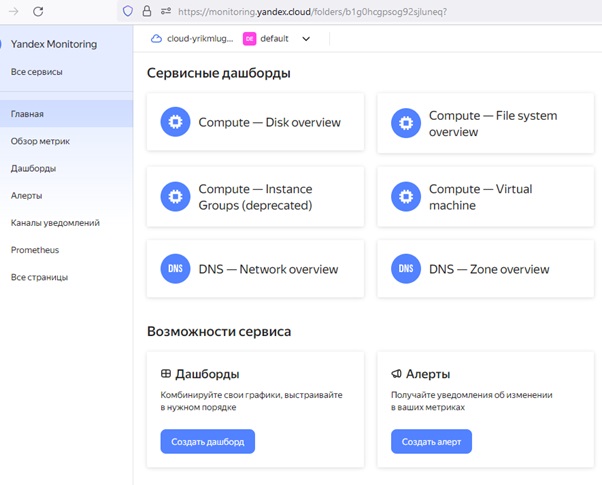 https://monitoring.yandex.cloud/folders/b1g0hcgpsog92sjluneq?
Yandex Monitoring
Все сервисы
Главная
Обзор метрик
Дашборды
Алерты
Каналы уведомлений
Prometheus
Все страницы
cloud-yrikmlug... DE default
Сервисные дашборды
Compute — Disk overview
Compute — File system
overview
Compute — Instance
Groups (deprecated)
Compute — Virtual
machine
DNS DNS — Network overview
DNS DNS — Zone overview
Возможности сервиса
Дашборды
Комбинируйте свои графики, выстраивайте
в нужном порядке
Создать дашборд
Алерты
Получайте уведомления об изменении
в ваших метриках
Создать алерт